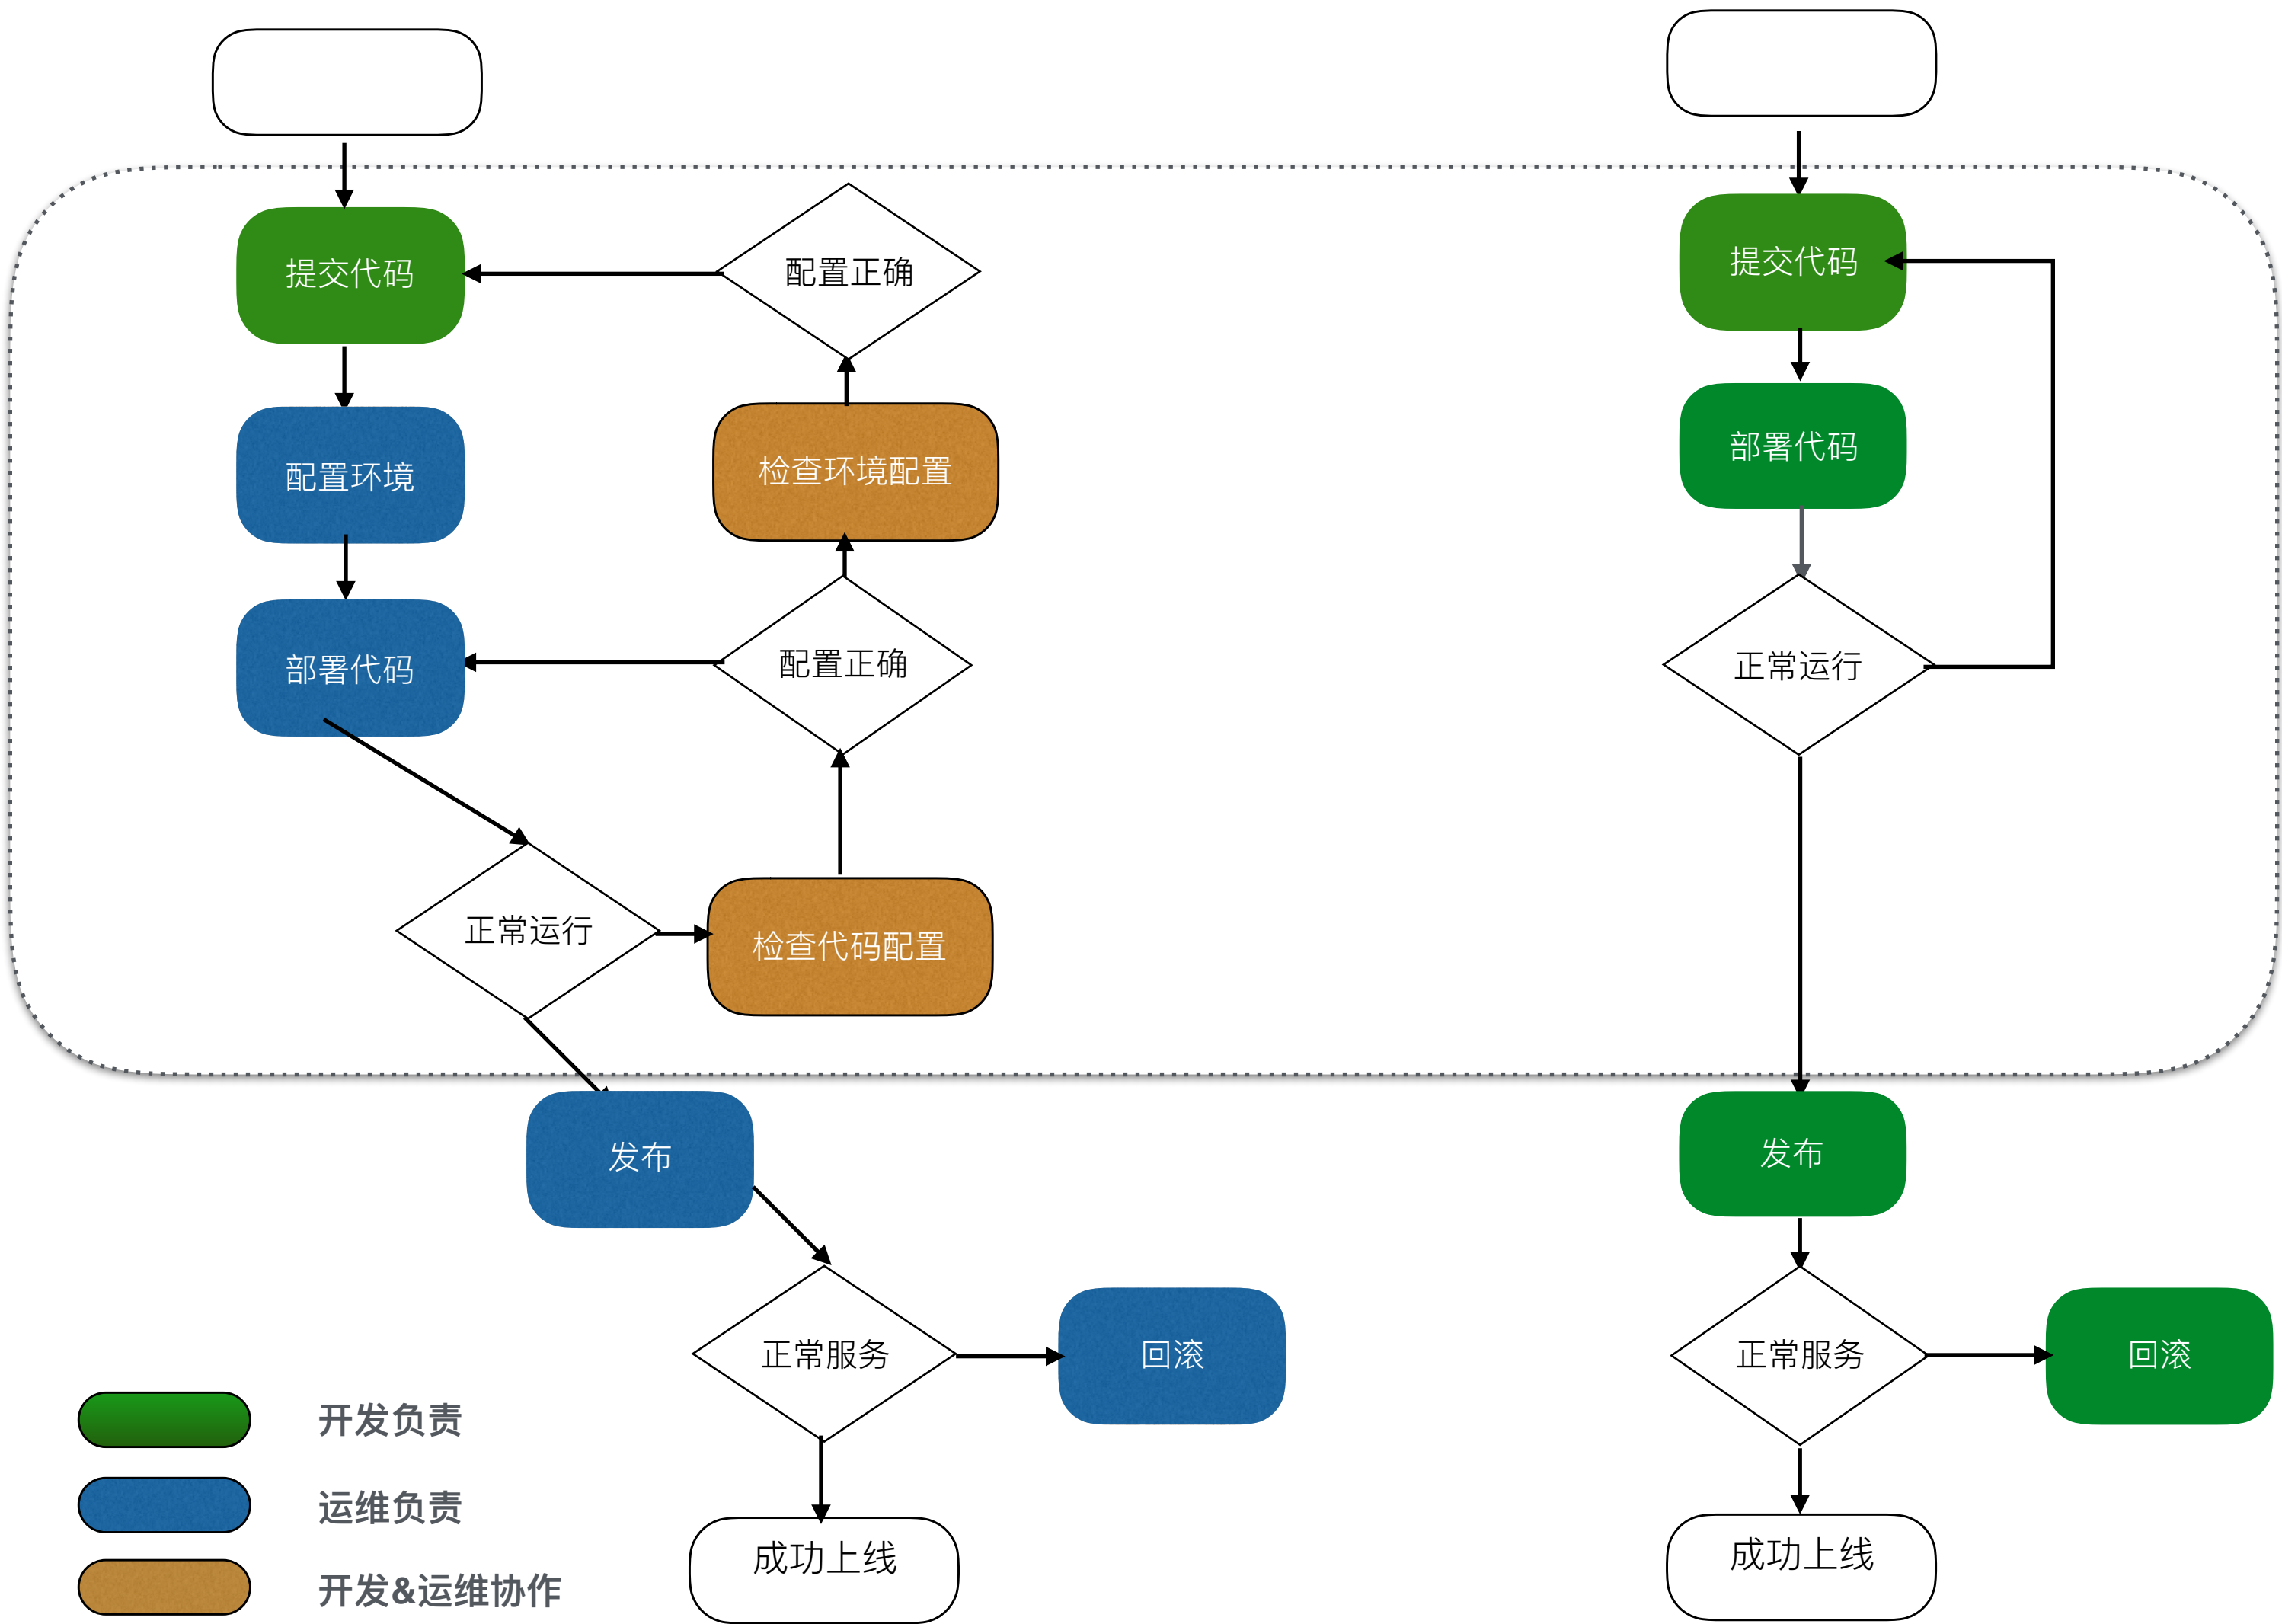 提交代码
配置正确
提交代码
配置环境
检查环境配置
部署代码
部署代码
配置正确
正常运行
正常运行
检查代码配置
发布
发布
正常服务
回滚
正常服务
回滚
开发负责
运维负责
成功上线
成功上线
开发&运维协作